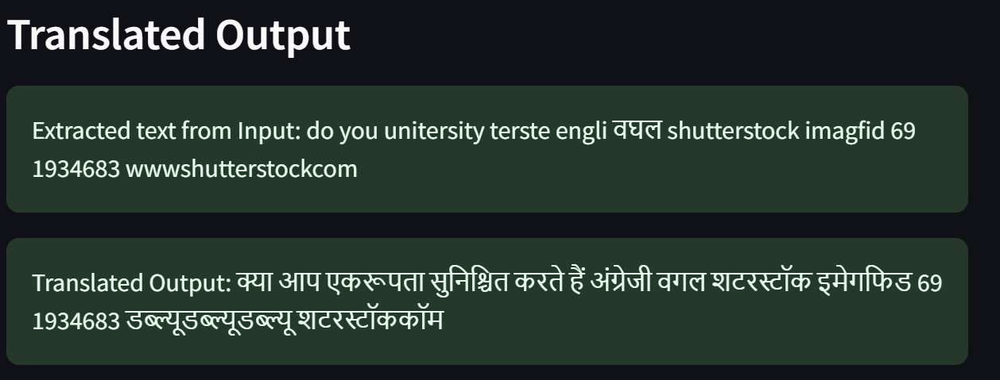 Translated Output
Extracted text from Input: do you unitersity terste engli वघल shutterstock imagfid 69
1934683 wwwshutterstockcom
Translated Output: क्या आप एकरूपता सुनिश्चित करते हैं अंग्रेजी वगल शटरस्टॉक इमेगफिड 69
1934683 डब्ल्यूडब्ल्यूडब्ल्यू शटरस्टॉककॉम